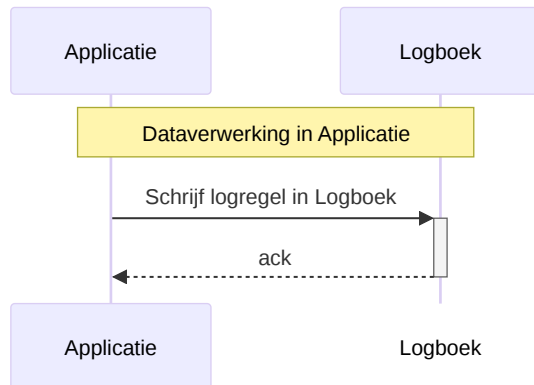 Applicatie
Logboek
Dataverwerking in Applicatie
Schrijf logregel in Logboek
ack
Applicatie
Logboek